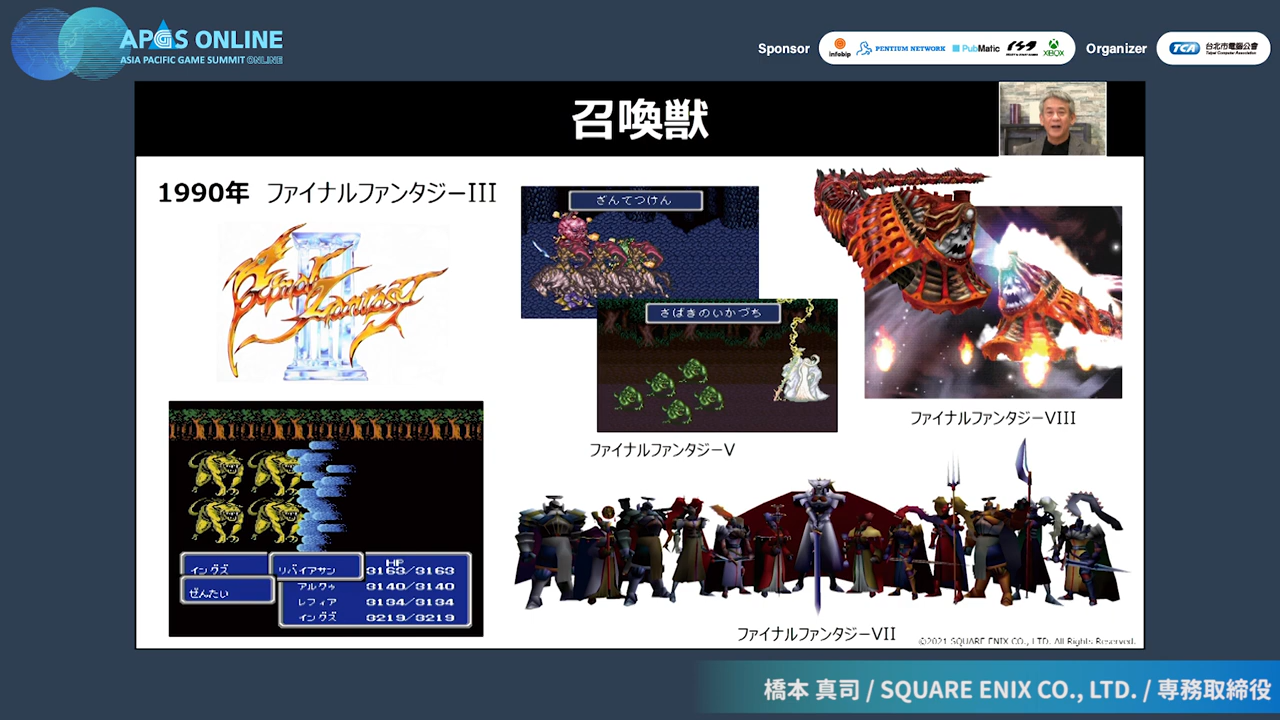 APGS ONLINE
ASIA PACIFIC GAME SUMMIT ONLINE
Sponsor
infobip
PENTIUM NETWORK
PubMatic
XBOX
Organizer
TCA
台北市電腦公會
Taipei Computer Association
召喚獣
1990年 ファイナルファンタジーIII
FINAL FANTASY III
ざんてつけん
さばきのいかづち
ファイナルファンタジーV
ファイナルファンタジーVIII
イングズ
リバイアサン
ぜんたい
HP
3163/3163
アルクゥ 3140/3140
レフィア 3134/3134
イングズ 3219/3219
ファイナルファンタジーVII
©2021 SQUARE ENIX CO., LTD. All Rights Reserved.
橋本 真司 / SQUARE ENIX CO., LTD. / 専務取締役